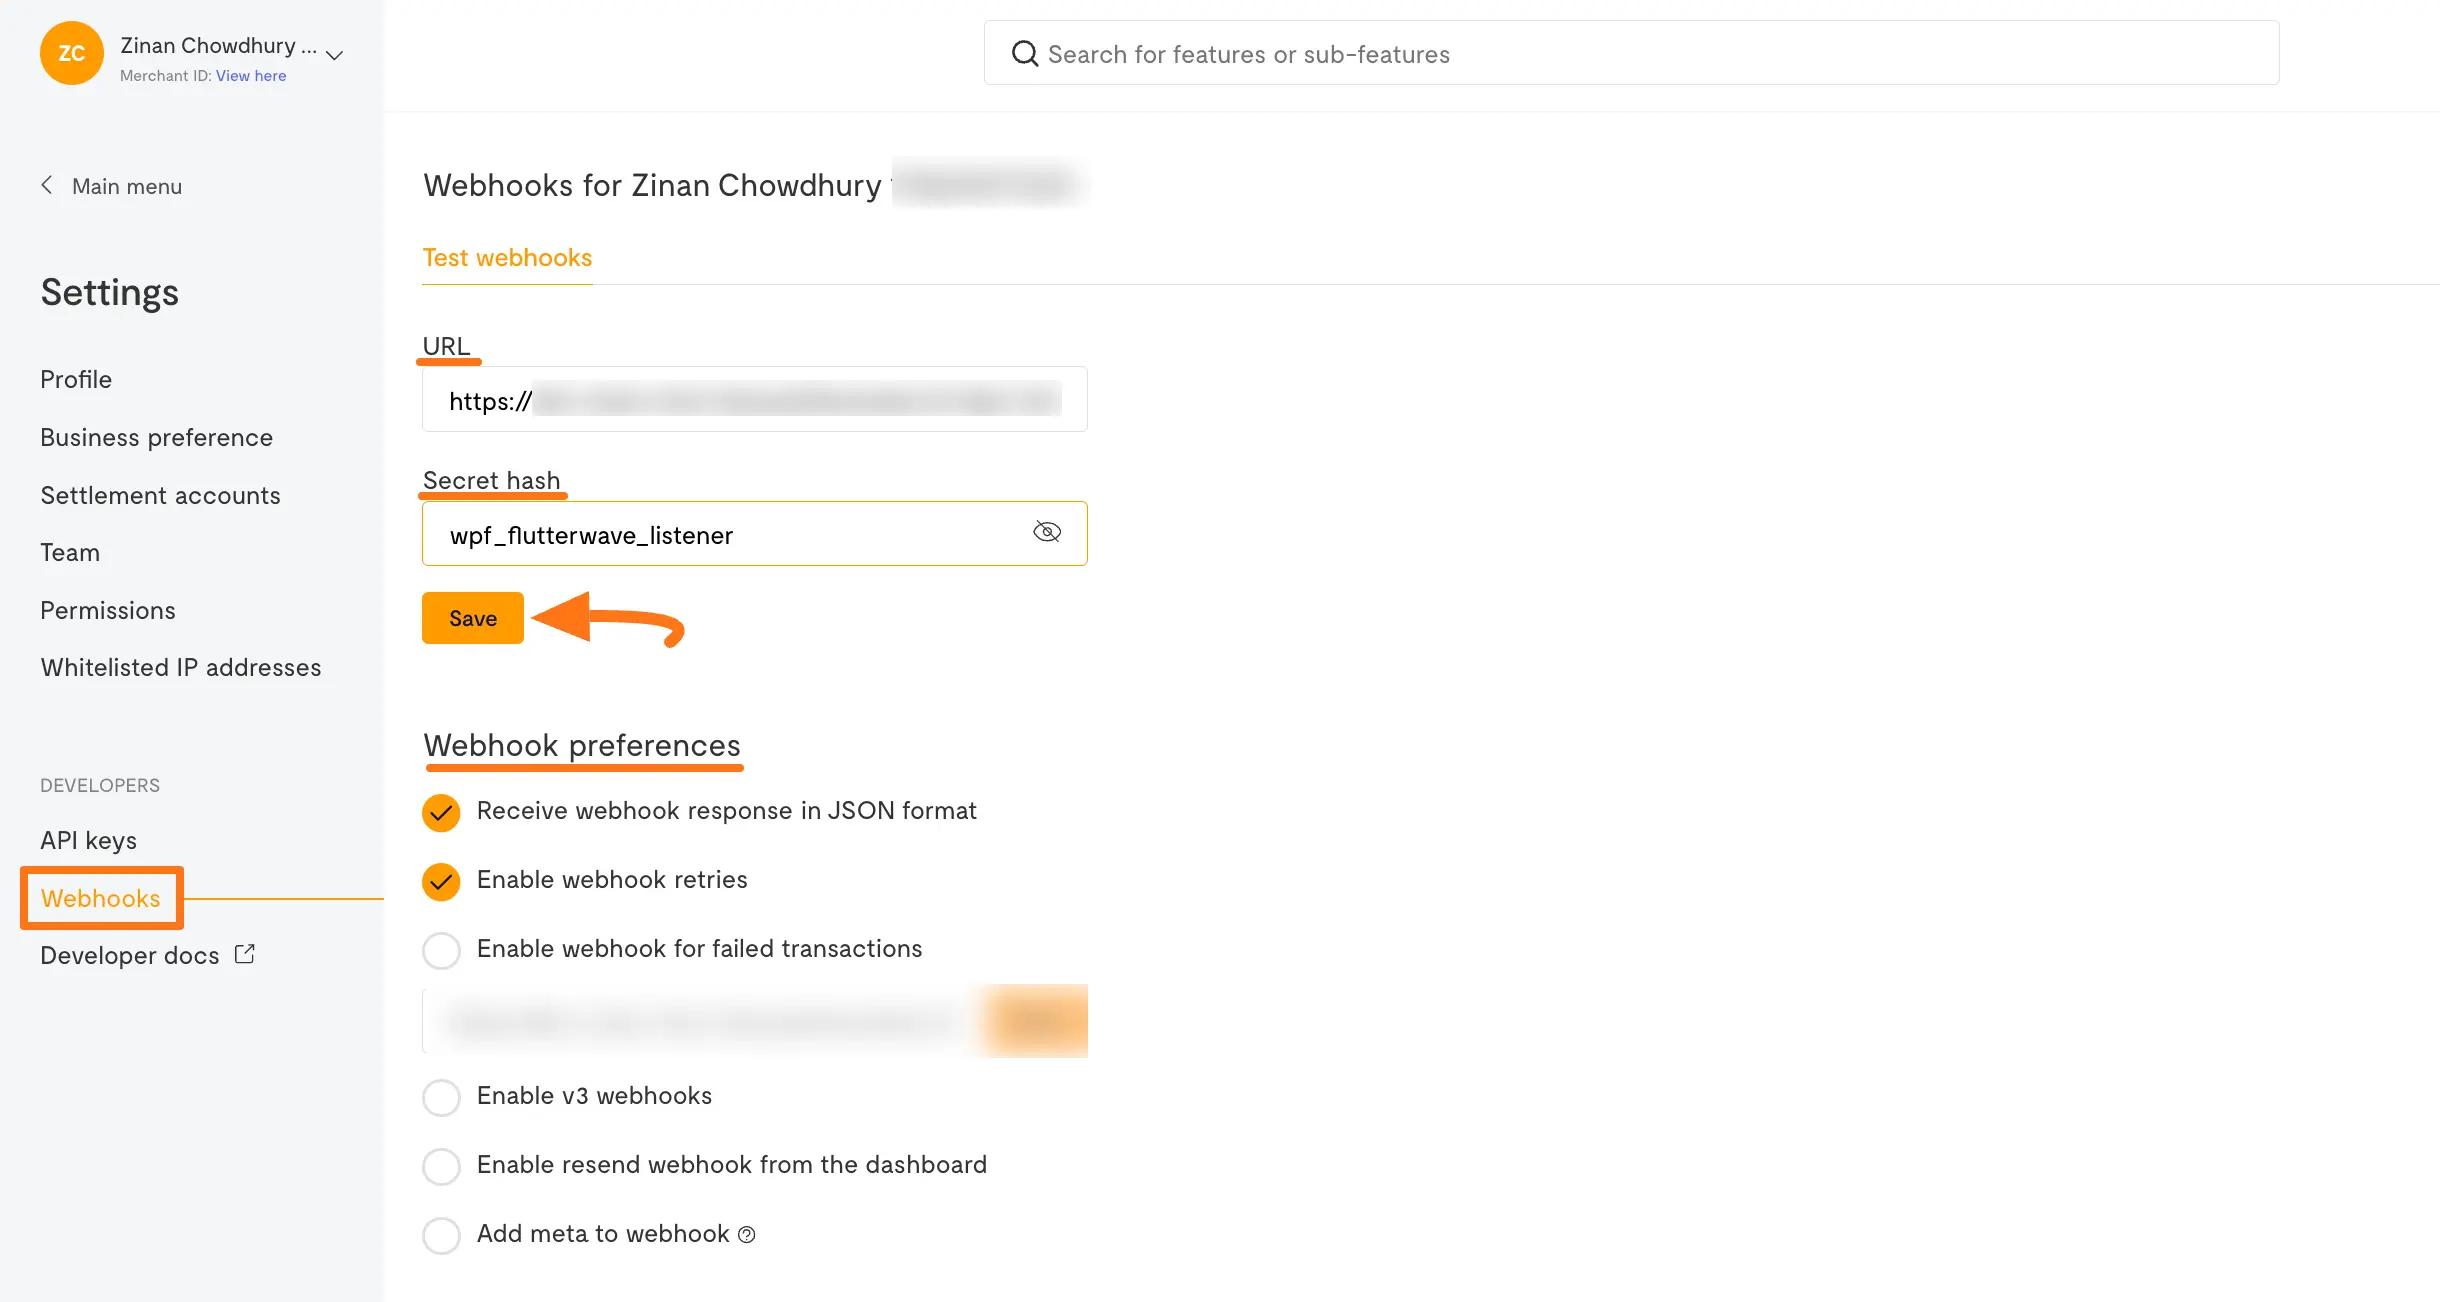 ZC
Zinan Chowdhury ...
Merchant ID: View here
Search for features or sub-features
Main menu
Settings
Profile
Business preference
Settlement accounts
Team
Permissions
Whitelisted IP addresses
DEVELOPERS
API keys
Webhooks
Developer docs
Webhooks for Zinan Chowdhury
Test webhooks
URL
https://
Secret hash
wpf_flutterwave_listener
Save
Webhook preferences
Receive webhook response in JSON format
Enable webhook retries
Enable webhook for failed transactions
Enable v3 webhooks
Enable resend webhook from the dashboard
Add meta to webhook